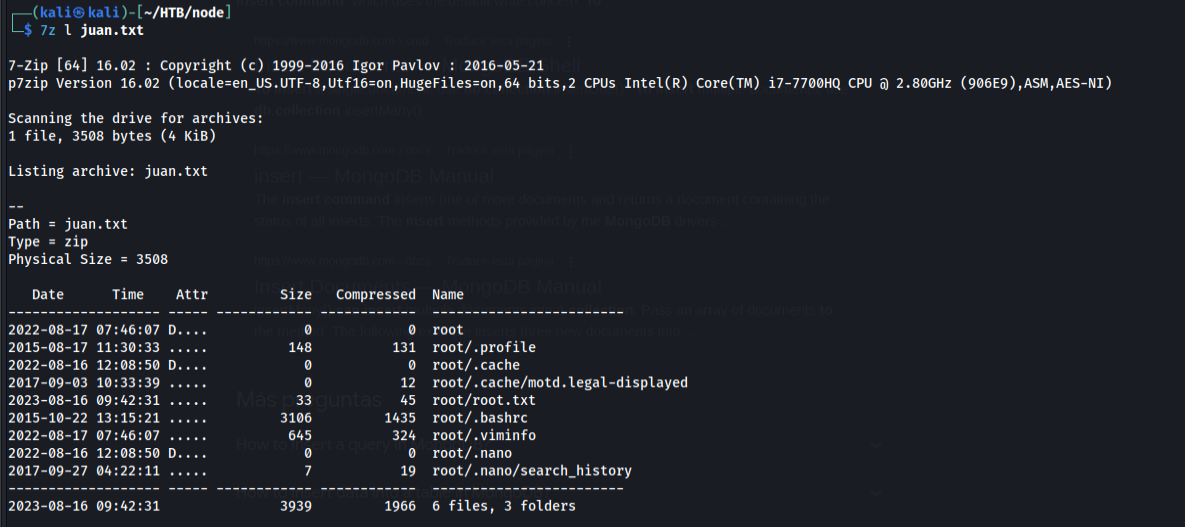 (kali㉿kali)-[~/HTB/node]
$ 7z l juan.txt
7-Zip [64] 16.02 : Copyright (c) 1999-2016 Igor Pavlov : 2016-05-21
p7zip Version 16.02 (locale=en_US.UTF-8,Utf16=on,HugeFiles=on,64 bits,2 CPUs Intel(R) Core(TM) i7-7700HQ CPU @ 2.80GHz (906E9),ASM,AES-NI)
Scanning the drive for archives:
1 file, 3508 bytes (4 KiB)
Listing archive: juan.txt
--
Path = juan.txt
Type = zip
Physical Size = 3508
   Date      Time    Attr         Size   Compressed  Name
------------------- ----- ------------ ------------  ------------------------
2022-08-17 07:46:07 D....            0            0  root
2015-08-17 11:30:33 .....          148          131  root/.profile
2022-08-16 12:08:50 D....            0            0  root/.cache
2017-09-03 10:33:39 .....            0           12  root/.cache/motd.legal-displayed
2023-08-16 09:42:31 .....           33           45  root/root.txt
2015-10-22 13:15:21 .....         3106         1435  root/.bashrc
2022-08-17 07:46:07 .....          645          324  root/.viminfo
2022-08-16 12:08:50 D....            0            0  root/.nano
2017-09-27 04:22:11 .....            7           19  root/.nano/search_history
------------------- ----- ------------ ------------  ------------------------
2023-08-16 09:42:31               3939         1966  6 files, 3 folders
insert — MongoDB Manual
Más preguntas